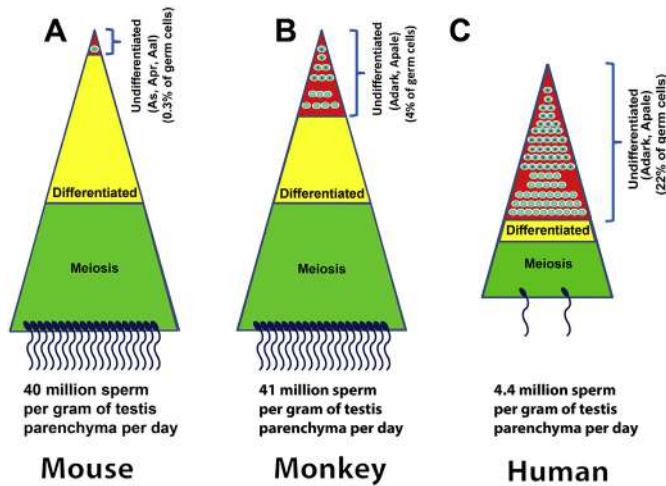 A
Undifferentiated
(As, Apr, Aal)
(0.3% of germ cells)
Differentiated
Meiosis
40 million sperm
per gram of testis
parenchyma per day
Mouse
B
Undifferentiated
(Adark, Apale)
(4% of germ cells)
Differentiated
Meiosis
41 million sperm
per gram of testis
parenchyma per day
Monkey
C
Undifferentiated
(Adark, Apale)
(22% of germ cells)
Differentiated
Meiosis
4.4 million sperm
per gram of testis
parenchyma per day
Human